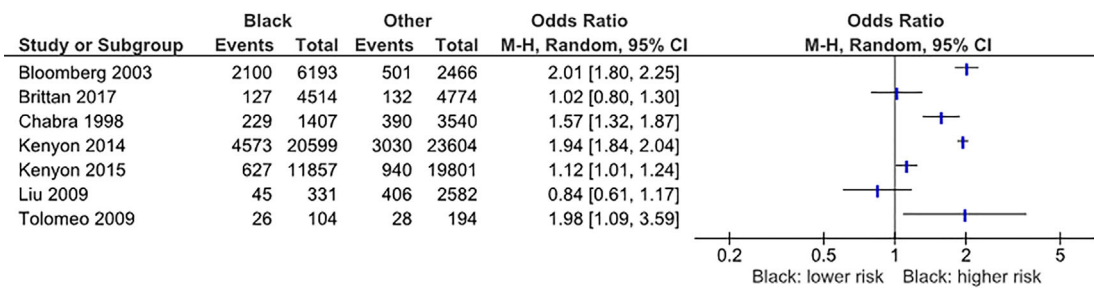 Black Other Odds Ratio Odds Ratio
Study or Subgroup Events Total Events Total M-H, Random, 95% CI M-H, Random, 95% CI
Bloomberg 2003 2100 6193 501 2466 2.01 [1.80, 2.25]
Brittan 2017 127 4514 132 4774 1.02 [0.80, 1.30]
Chabra 1998 229 1407 390 3540 1.57 [1.32, 1.87]
Kenyon 2014 4573 20599 3030 23604 1.94 [1.84, 2.04]
Kenyon 2015 627 11857 940 19801 1.12 [1.01, 1.24]
Liu 2009 45 331 406 2582 0.84 [0.61, 1.17]
Tolomeo 2009 26 104 28 194 1.98 [1.09, 3.59]
0.2 0.5 1 2 5
Black: lower risk Black: higher risk